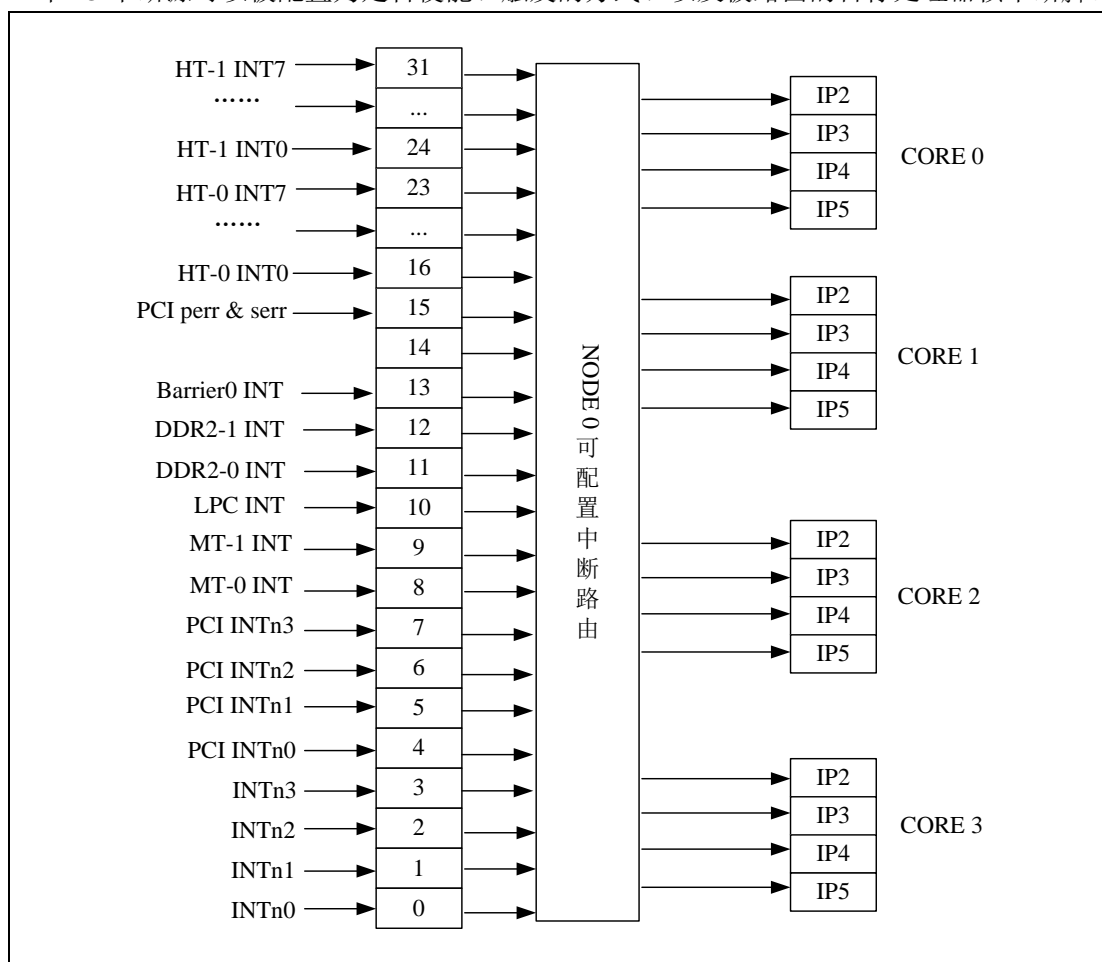 HT-1 INT7 31
…… ...
HT-1 INT0 24
HT-0 INT7 23
…… ...
HT-0 INT0 16
PCI perr & serr 15
14
Barrier0 INT 13
DDR2-1 INT 12
DDR2-0 INT 11
LPC INT 10
MT-1 INT 9
MT-0 INT 8
PCI INTn3 7
PCI INTn2 6
PCI INTn1 5
PCI INTn0 4
INTn3 3
INTn2 2
INTn1 1
INTn0 0
NODE 0 可配置中断路由
IP2
IP3
IP4
IP5
CORE 0
IP2
IP3
IP4
IP5
CORE 1
IP2
IP3
IP4
IP5
CORE 2
IP2
IP3
IP4
IP5
CORE 3